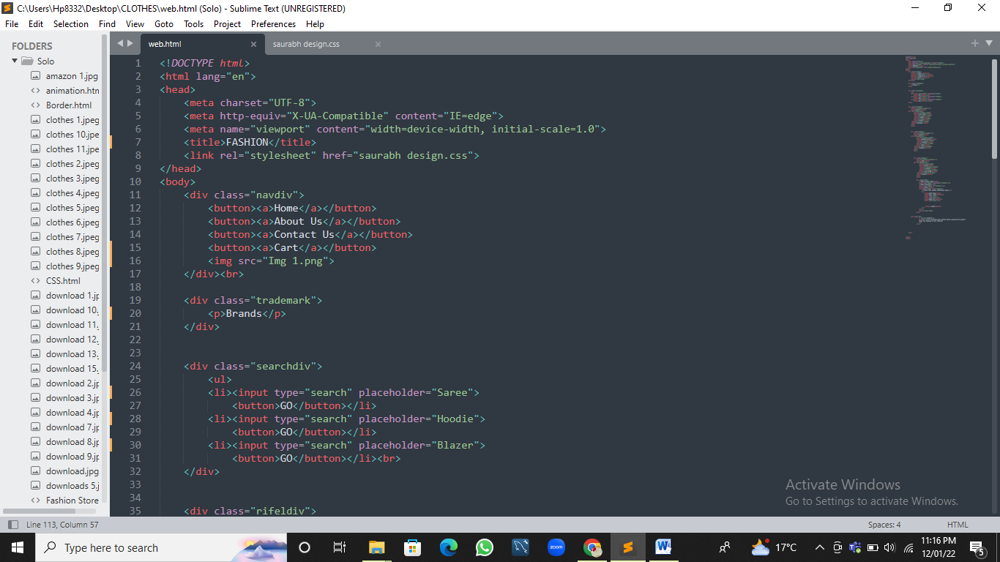 C:\Users\Hp8332\Desktop\CLOTHES\web.html (Solo) - Sublime Text (UNREGISTERED)
File Edit Selection Find View Goto Tools Project Preferences Help
FOLDERS
Solo
amazon 1.jpg
animation.htn
Border.html
clothes 1.jpeg
clothes 10.jpe
clothes 11.jpe
clothes 2.jpeg
clothes 3.jpeg
clothes 4.jpeg
clothes 5.jpeg
clothes 6.jpeg
clothes 7.jpeg
clothes 8.jpeg
clothes 9.jpeg
CSS.html
download 1.jp
download 10.
download 11.
download 12.
download 13.
download 15.
download 2.jp
download 3.jp
download 4.jp
download 7.jp
download 8.jp
download 9.jp
download.jpg
downloads 5.j
Fashion Store
web.html saurabh design.css
1 <!DOCTYPE html>
2 <html lang="en">
3 <head>
4 <meta charset="UTF-8">
5 <meta http-equiv="X-UA-Compatible" content="IE=edge">
6 <meta name="viewport" content="width=device-width, initial-scale=1.0">
7 <title>FASHION</title>
8 <link rel="stylesheet" href="saurabh design.css">
9 </head>
10 <body>
11 <div class="navdiv">
12 <button><a>Home</a></button>
13 <button><a>About Us</a></button>
14 <button><a>Contact Us</a></button>
15 <button><a>Cart</a></button>
16 <img src="Img 1.png">
17 </div><br>
18
19 <div class="trademark">
20 <p>Brands</p>
21 </div>
22
23
24 <div class="searchdiv">
25 <ul>
26 <li><input type="search" placeholder="Saree">
27 <button>GO</button></li>
28 <li><input type="search" placeholder="Hoodie">
29 <button>GO</button></li>
30 <li><input type="search" placeholder="Blazer">
31 <button>GO</button></li><br>
32 </div>
33
34
35 <div class="rifeldiv">
Activate Windows
Go to Settings to activate Windows.
Line 113, Column 57 Spaces: 4 HTML
Type here to search zoom 17°C 11:16 PM
12/01/22 5